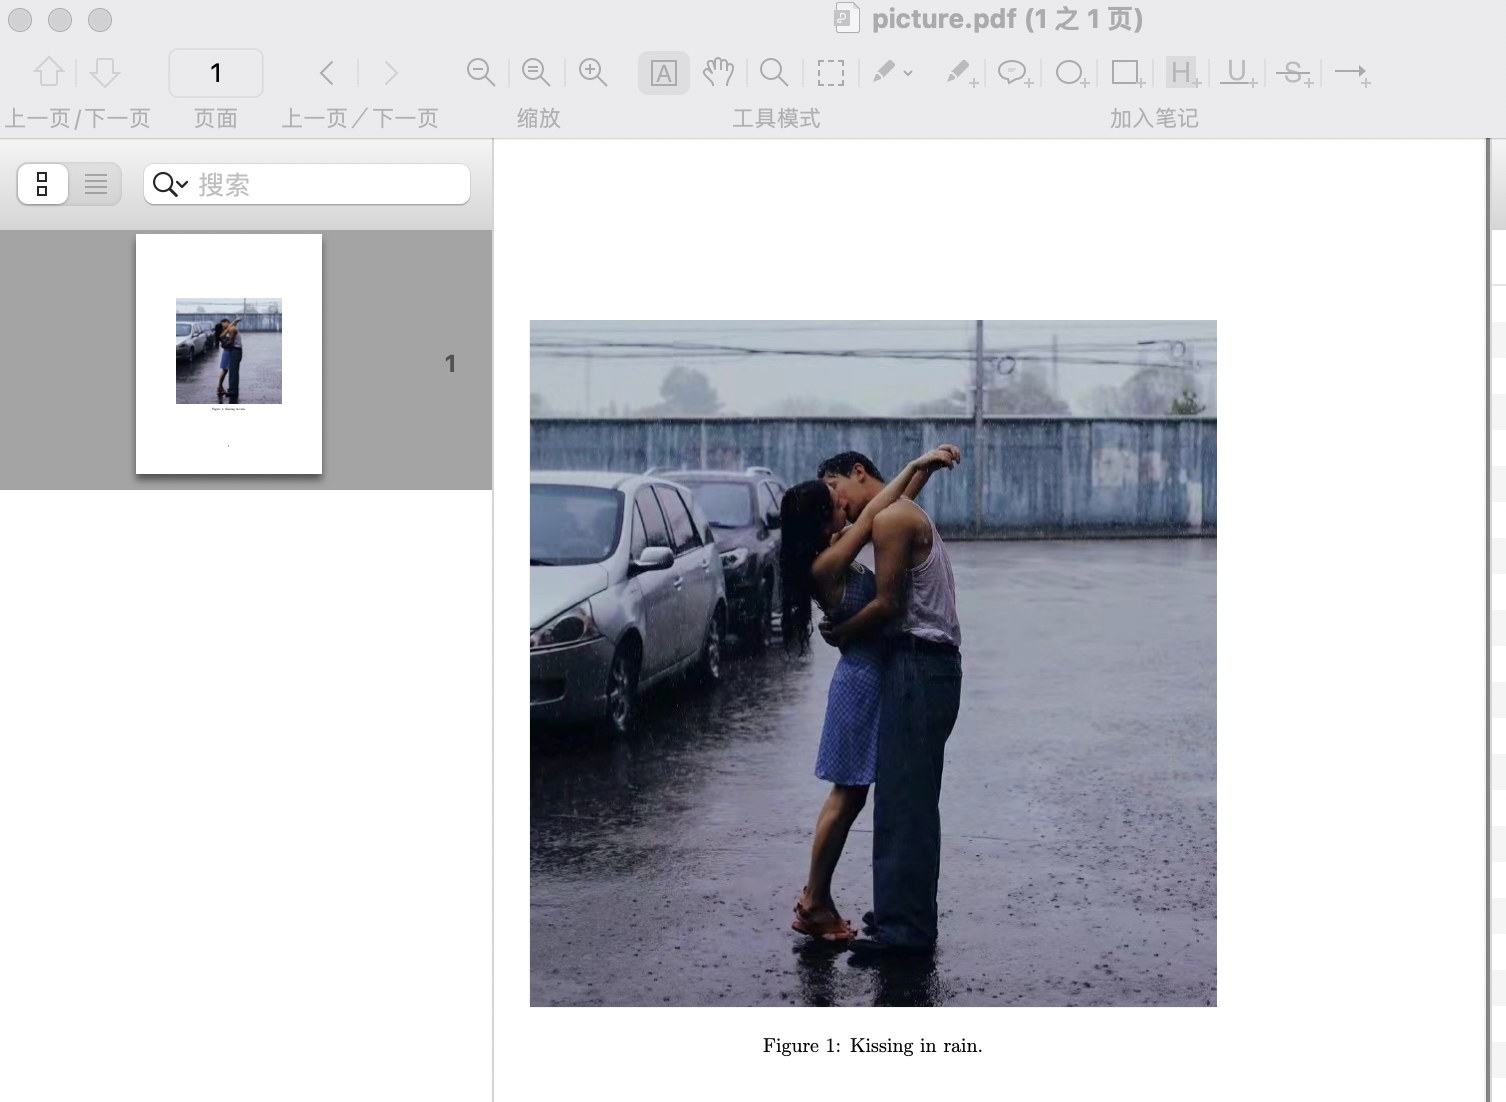 picture.pdf (1 之 1 页)
1
上一页/下一页
页面
上一页／下一页
缩放
A
工具模式
H
U
S
加入笔记
搜索
1
Figure 1: Kissing in rain.